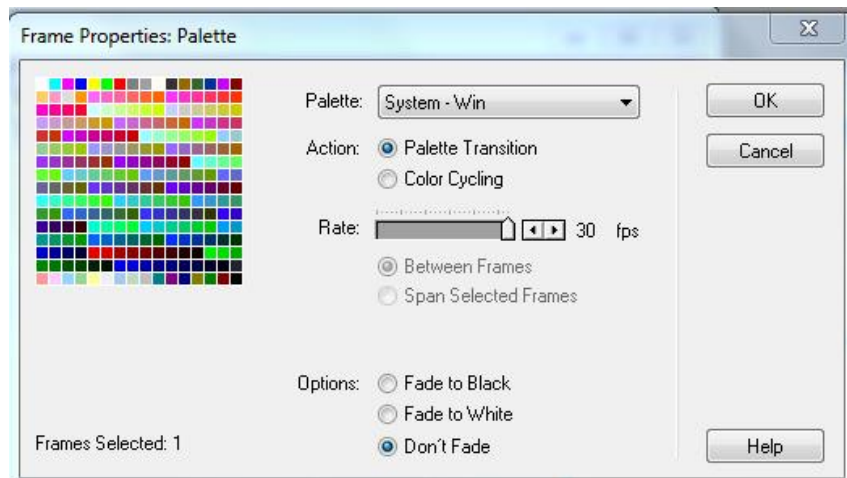 Frame Properties: Palette
Palette: System - Win OK
Action: Palette Transition Cancel
Color Cycling
Rate: 30 fps
Between Frames
Span Selected Frames
Options: Fade to Black
Fade to White
Frames Selected: 1 Don't Fade Help